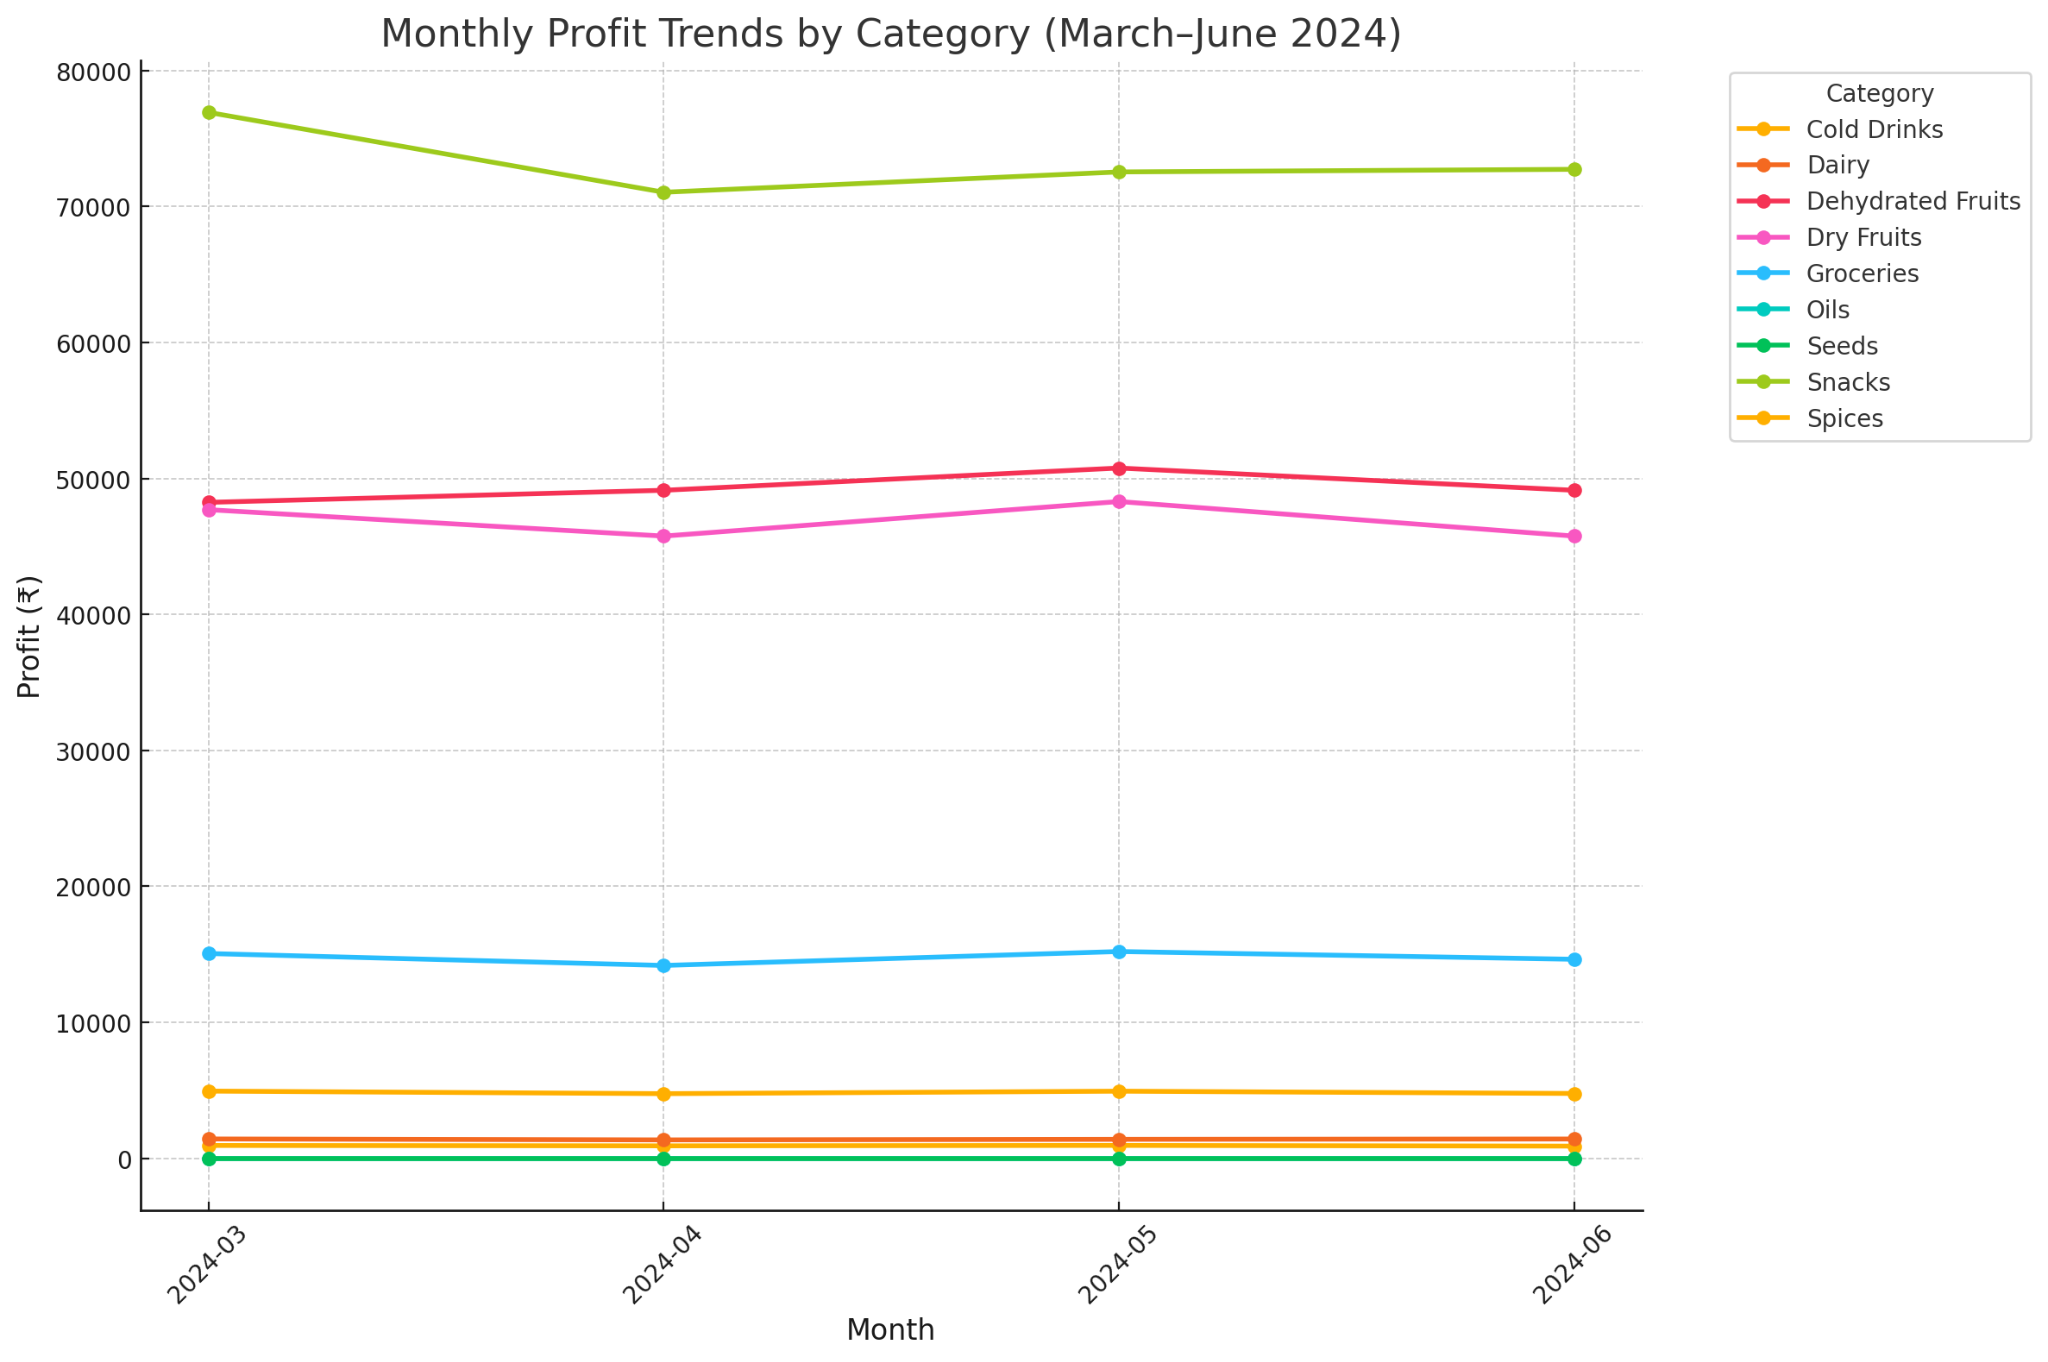 Monthly Profit Trends by Category (March–June 2024)
80000
70000
60000
50000
40000
30000
20000
10000
0
Profit (₹)
2024-03
2024-04
2024-05
2024-06
Month
Category
Cold Drinks
Dairy
Dehydrated Fruits
Dry Fruits
Groceries
Oils
Seeds
Snacks
Spices